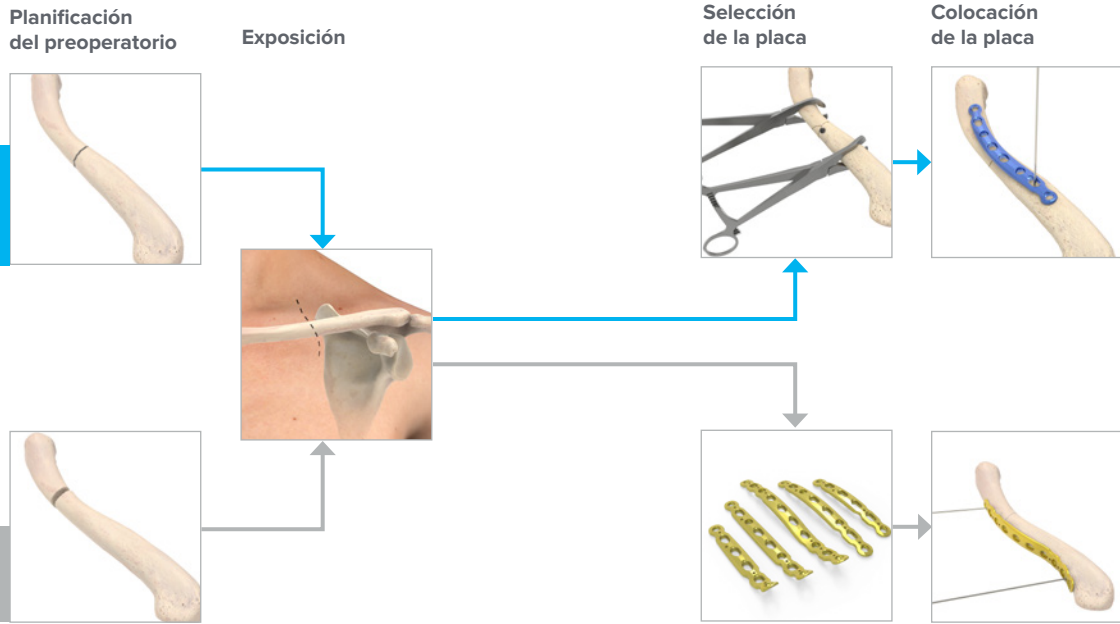 Planificación
del preoperatorio
Exposición
Selección
de la placa
Colocación
de la placa